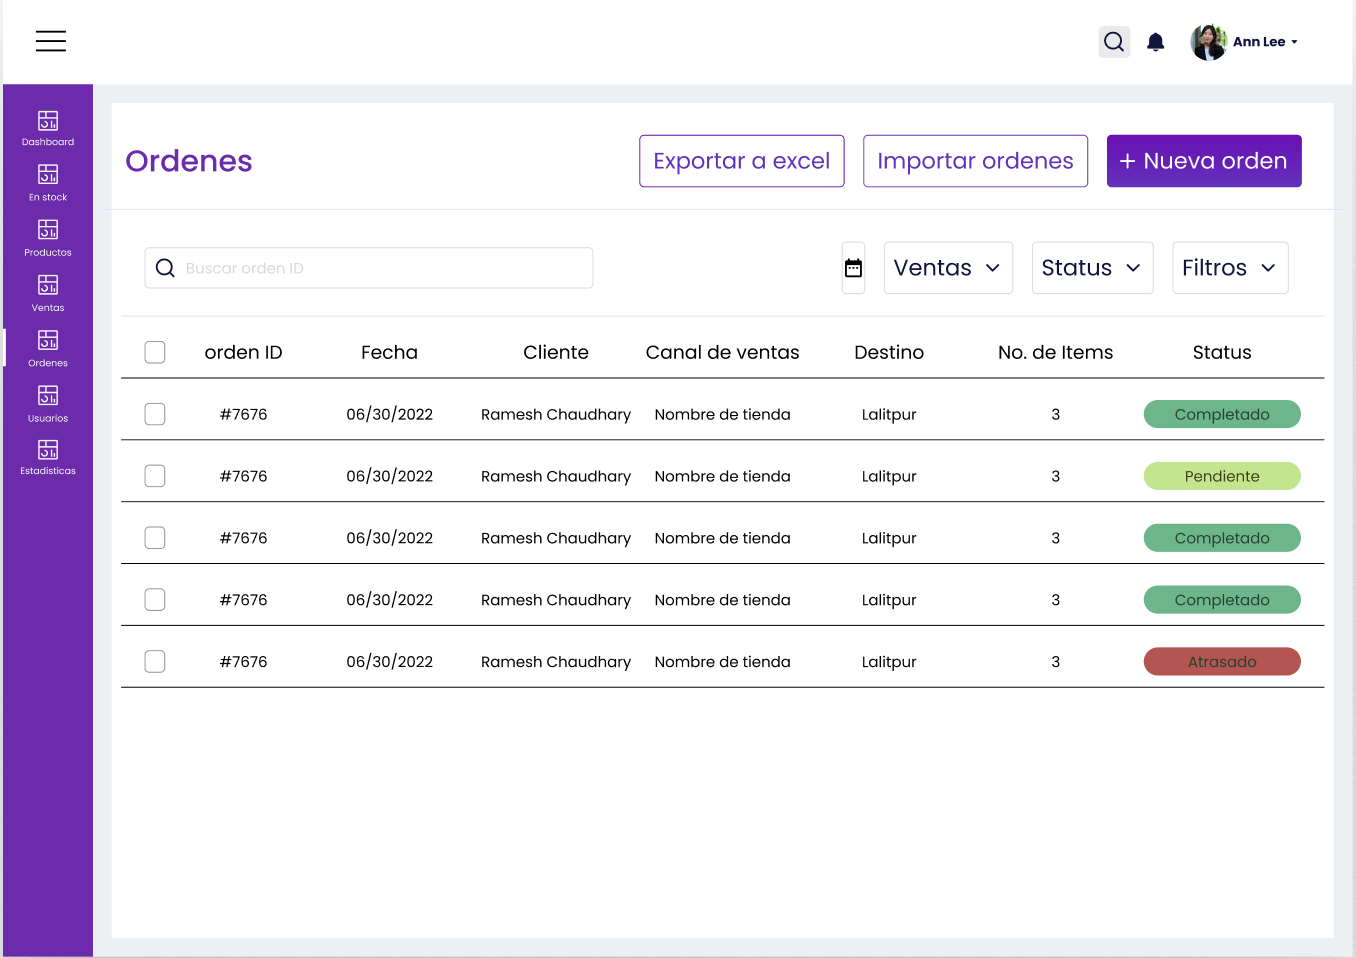 Ann Lee
Dashboard
En stock
Productos
Ventas
Ordenes
Usuarios
Estadísticas
Ordenes
Exportar a excel
Importar ordenes
+ Nueva orden
Buscar orden ID
Ventas
Status
Filtros
orden ID Fecha Cliente Canal de ventas Destino No. de Items Status
#7676 06/30/2022 Ramesh Chaudhary Nombre de tienda Lalitpur 3 Completado
#7676 06/30/2022 Ramesh Chaudhary Nombre de tienda Lalitpur 3 Pendiente
#7676 06/30/2022 Ramesh Chaudhary Nombre de tienda Lalitpur 3 Completado
#7676 06/30/2022 Ramesh Chaudhary Nombre de tienda Lalitpur 3 Completado
#7676 06/30/2022 Ramesh Chaudhary Nombre de tienda Lalitpur 3 Atrasado